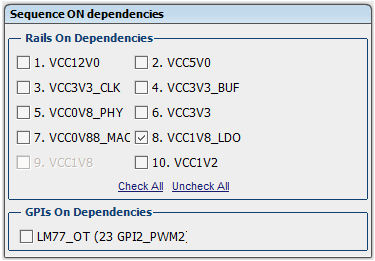 Sequence ON dependencies
Rails On Dependencies
1. VCC12V0 2. VCC5V0
3. VCC3V3_CLK 4. VCC3V3_BUF
5. VCC0V8_PHY 6. VCC3V3
7. VCC0V88_MAC 8. VCC1V8_LDO
9. VCC1V8 10. VCC1V2
Check All Uncheck All
GPIs On Dependencies
LM77_OT (23 GPI2_PWM2)